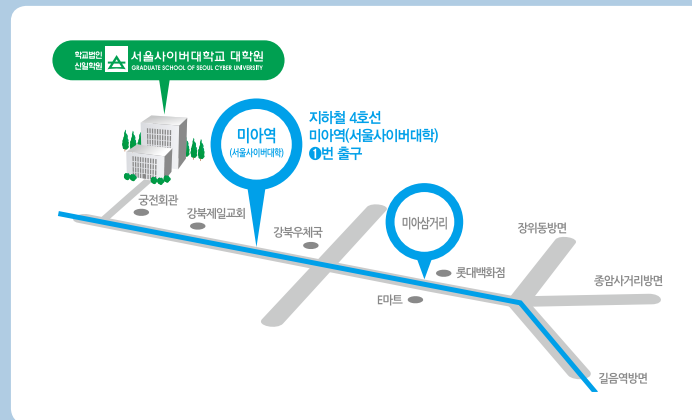 학교법인
신일학원
서울사이버대학교 대학원
GRADUATE SCHOOL OF SEOUL CYBER UNIVERSITY
미아역
(서울사이버대학)
지하철 4호선
미아역(서울사이버대학)
❶번 출구
궁전회관
강북제일교회
강북우체국
미아삼거리
장위동방면
롯대백화점
종암사거리방면
E마트
길음역방면